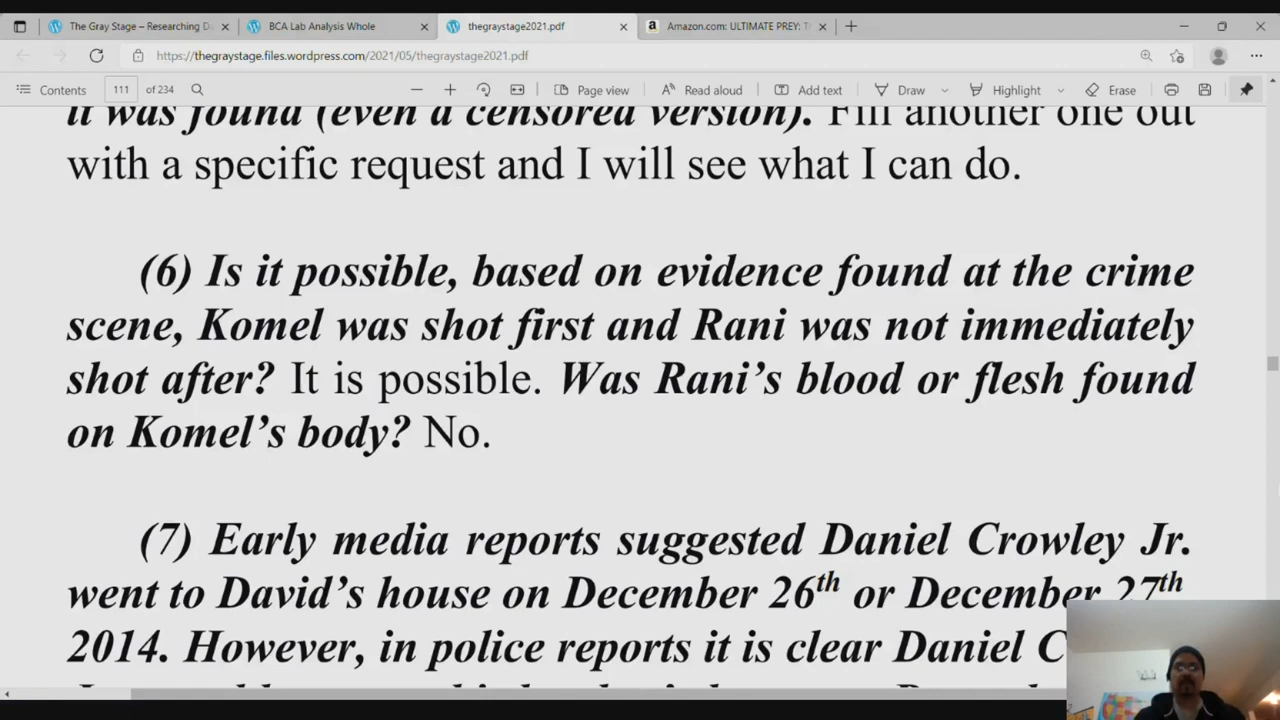 The Gray Stage – Researching D
BCA Lab Analysis Whole
thegraystage2021.pdf
Amazon.com: ULTIMATE PREY: T
https://thegraystage.files.wordpress.com/2021/05/thegraystage2021.pdf
Contents 111 of 234 Page view Read aloud Add text Draw Highlight Erase
it was found (even a censored version). Fill another one out
with a specific request and I will see what I can do.
(6) Is it possible, based on evidence found at the crime
scene, Komel was shot first and Rani was not immediately
shot after? It is possible. Was Rani’s blood or flesh found
on Komel’s body? No.
(7) Early media reports suggested Daniel Crowley Jr.
went to David’s house on December 26th or December 27th
2014. However, in police reports it is clear Daniel C